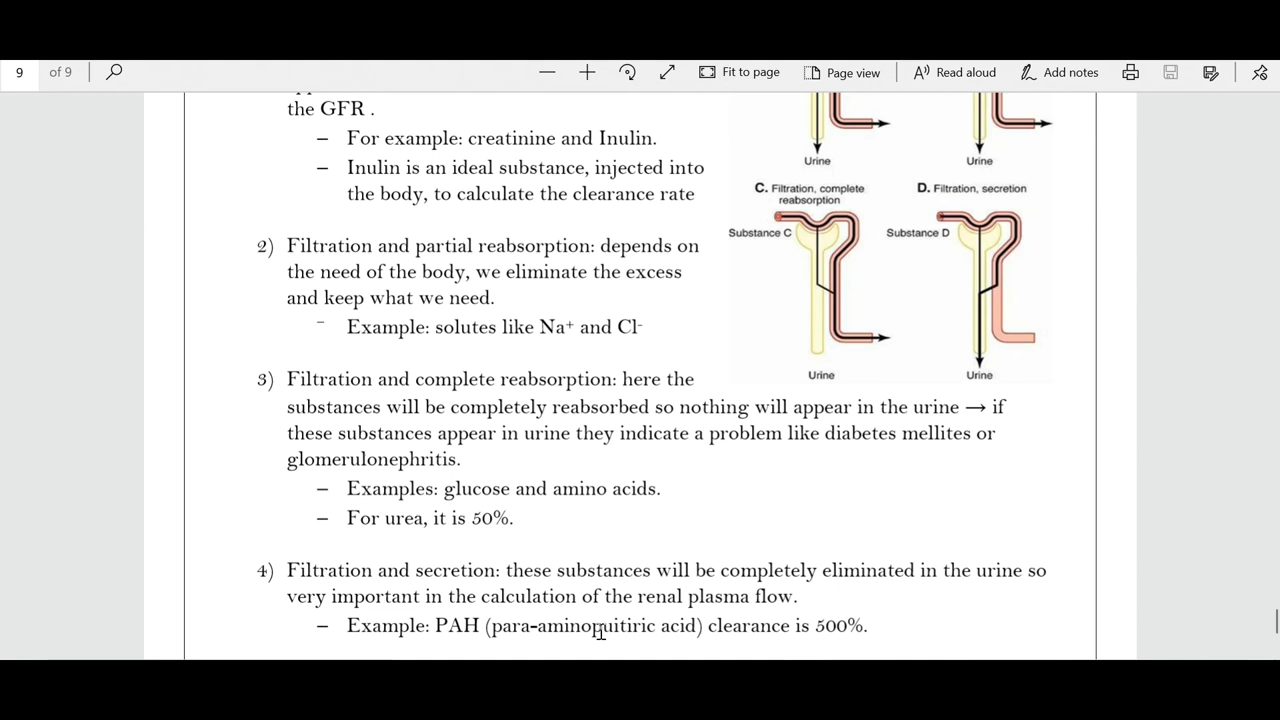 9 of 9 Fit to page Page view Read aloud Add notes
the GFR .
– For example: creatinine and Inulin.
– Inulin is an ideal substance, injected into
the body, to calculate the clearance rate
2) Filtration and partial reabsorption: depends on
the need of the body, we eliminate the excess
and keep what we need.
– Example: solutes like Na+ and Cl-
Urine
Urine
C. Filtration, complete
reabsorption
D. Filtration, secretion
Substance C
Substance D
Urine
Urine
3) Filtration and complete reabsorption: here the
substances will be completely reabsorbed so nothing will appear in the urine → if
these substances appear in urine they indicate a problem like diabetes mellites or
glomerulonephritis.
– Examples: glucose and amino acids.
– For urea, it is 50%.
4) Filtration and secretion: these substances will be completely eliminated in the urine so
very important in the calculation of the renal plasma flow.
– Example: PAH (para-aminopuitiric acid) clearance is 500%.